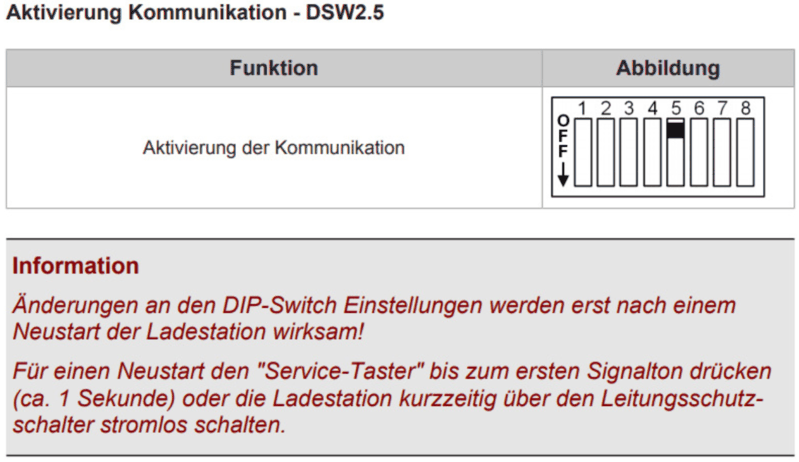 Aktivierung Kommunikation - DSW2.5
Funktion
Abbildung
Aktivierung der Kommunikation
1 2 3 4 5 6 7 8
OFF
Information
Änderungen an den DIP-Switch Einstellungen werden erst nach einem
Neustart der Ladestation wirksam!
Für einen Neustart den "Service-Taster" bis zum ersten Signalton drücken
(ca. 1 Sekunde) oder die Ladestation kurzzeitig über den Leitungsschutz-
schalter stromlos schalten.